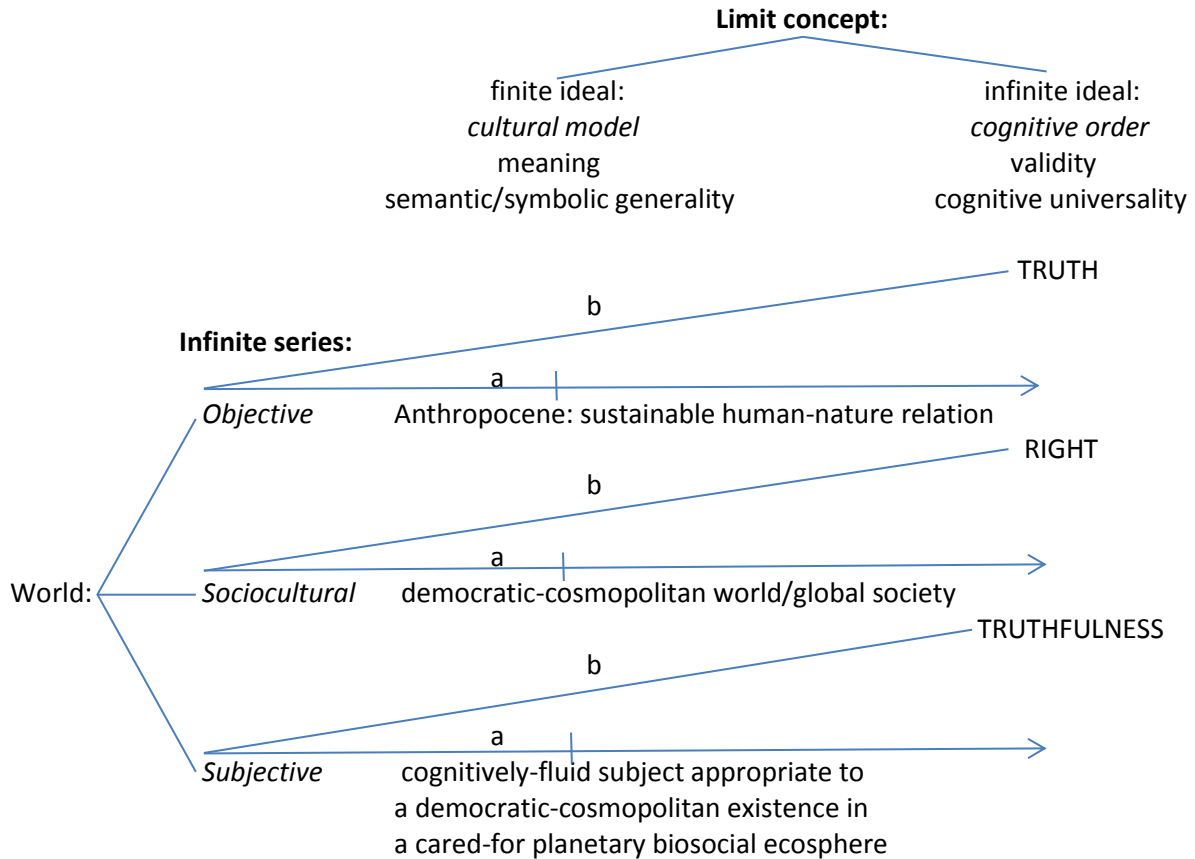 Limit concept:
finite ideal:
cultural model
meaning
semantic/symbolic generality
infinite ideal:
cognitive order
validity
cognitive universality
TRUTH
b
Infinite series:
a
Objective
Anthropocene: sustainable human-nature relation
RIGHT
b
a
World:
Sociocultural
democratic-cosmopolitan world/global society
TRUTHFULNESS
b
a
Subjective
cognitively-fluid subject appropriate to
a democratic-cosmopolitan existence in
a cared-for planetary biosocial ecosphere